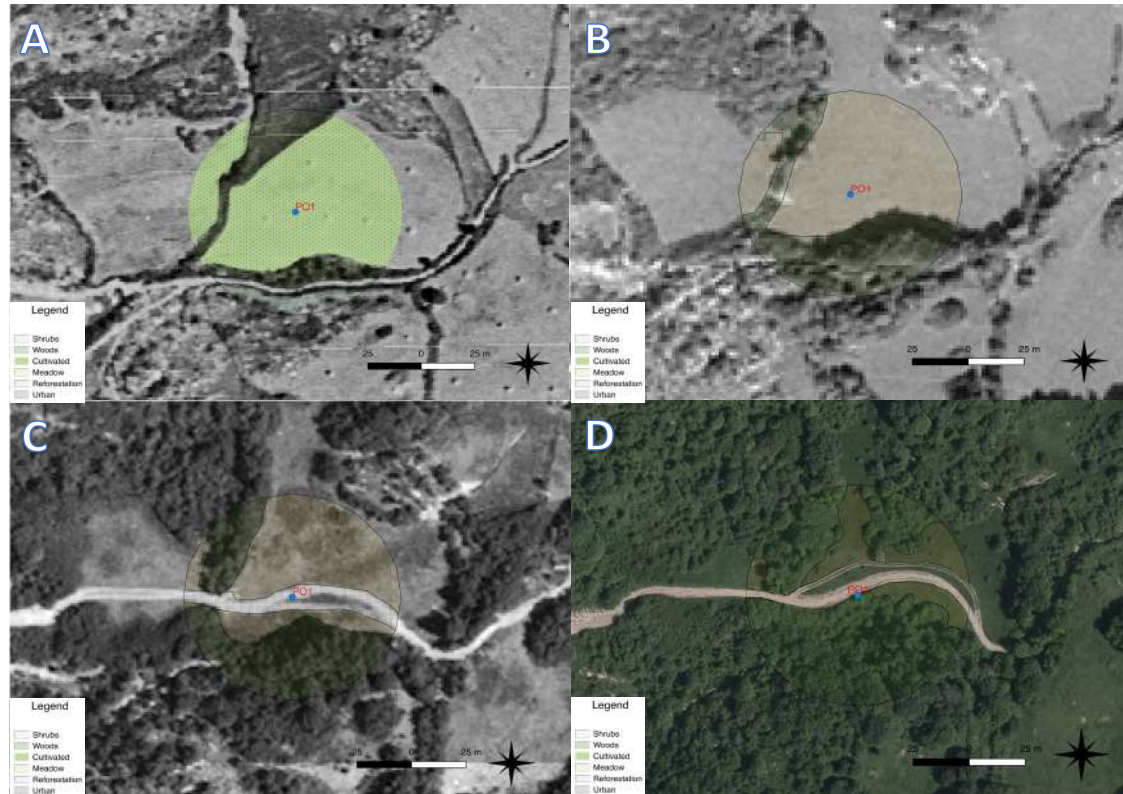 A
PO1
Legend
Shrubs
Woods
Cultivated
Meadow
Reforestation
Urban
25 0 25 m
B
PO1
Legend
Shrubs
Woods
Cultivated
Meadow
Reforestation
Urban
25 0 25 m
C
PO1
Legend
Shrubs
Woods
Cultivated
Meadow
Reforestation
Urban
25 0 25 m
D
PO1
Legend
Shrubs
Woods
Cultivated
Meadow
Reforestation
Urban
25 0 25 m